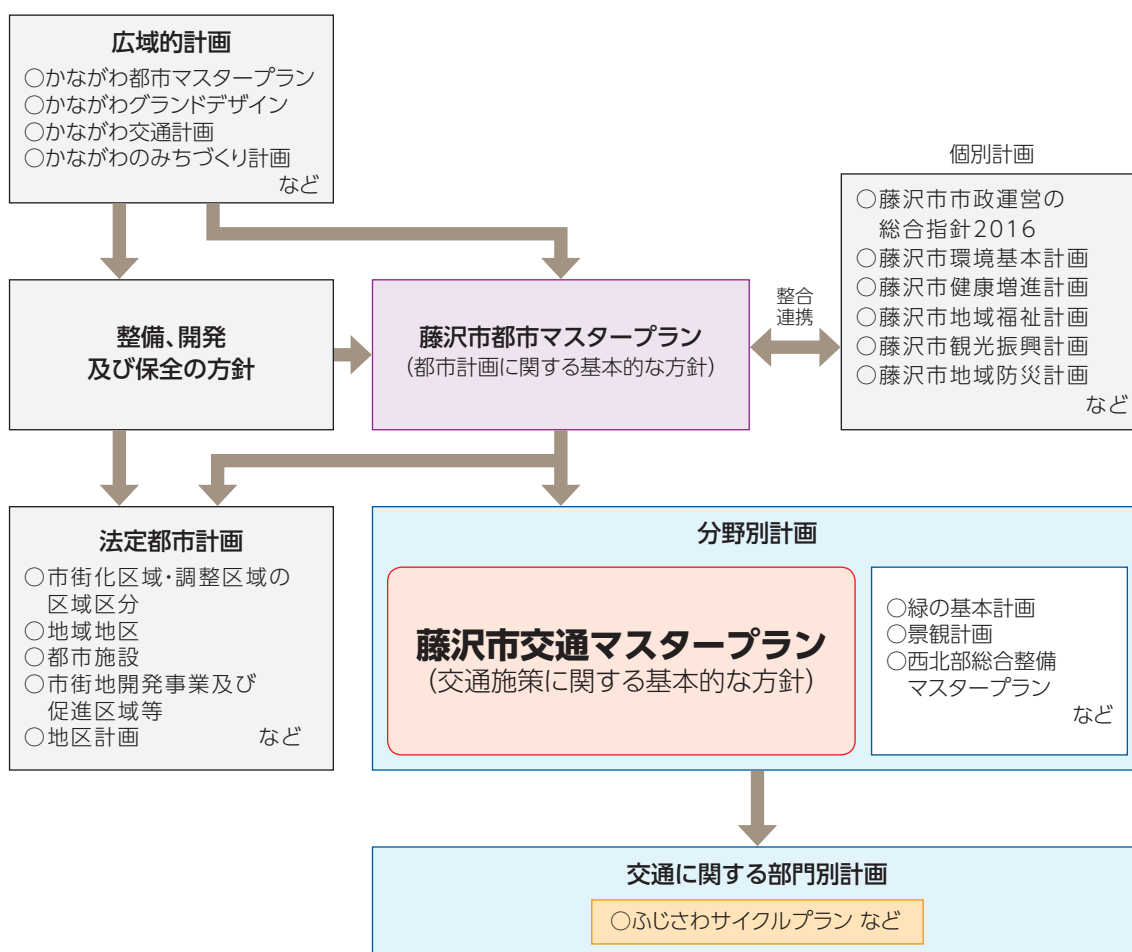 広域的計画
○かながわ都市マスタープラン
○かながわグランドデザイン
○かながわ交通計画
○かながわのみちづくり計画
など
個別計画
○藤沢市市政運営の
総合指針2016
○藤沢市環境基本計画
○藤沢市健康増進計画
○藤沢市地域福祉計画
○藤沢市観光振興計画
○藤沢市地域防災計画
など
整備、開発
及び保全の方針
藤沢市都市マスタープラン
（都市計画に関する基本的な方針）
整合
連携
法定都市計画
○市街化区域・調整区域の
区域区分
○地域地区
○都市施設
○市街地開発事業及び
促進区域等
○地区計画 など
分野別計画
藤沢市交通マスタープラン
（交通施策に関する基本的な方針）
○緑の基本計画
○景観計画
○西北部総合整備
マスタープラン
など
交通に関する部門別計画
○ふじさわサイクルプラン など